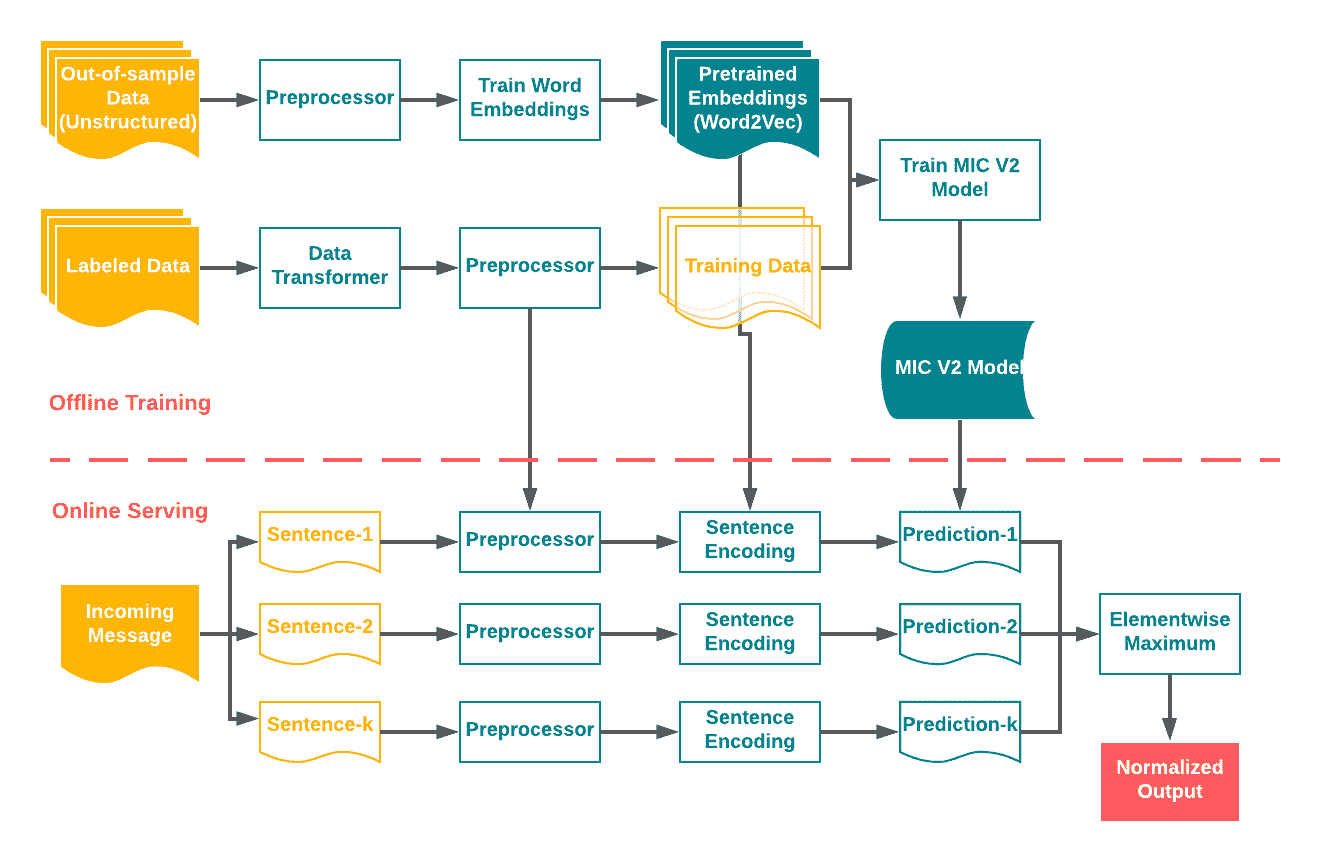 Out-of-sample
Data
(Unstructured)
Preprocessor
Train Word
Embeddings
Pretrained
Embeddings
(Word2Vec)
Train MIC V2
Model
Labeled Data
Data
Transformer
Preprocessor
Training Data
MIC V2 Model
Offline Training
Online Serving
Incoming
Message
Sentence-1
Preprocessor
Sentence
Encoding
Prediction-1
Sentence-2
Preprocessor
Sentence
Encoding
Prediction-2
Sentence-k
Preprocessor
Sentence
Encoding
Prediction-k
Elementwise
Maximum
Normalized
Output